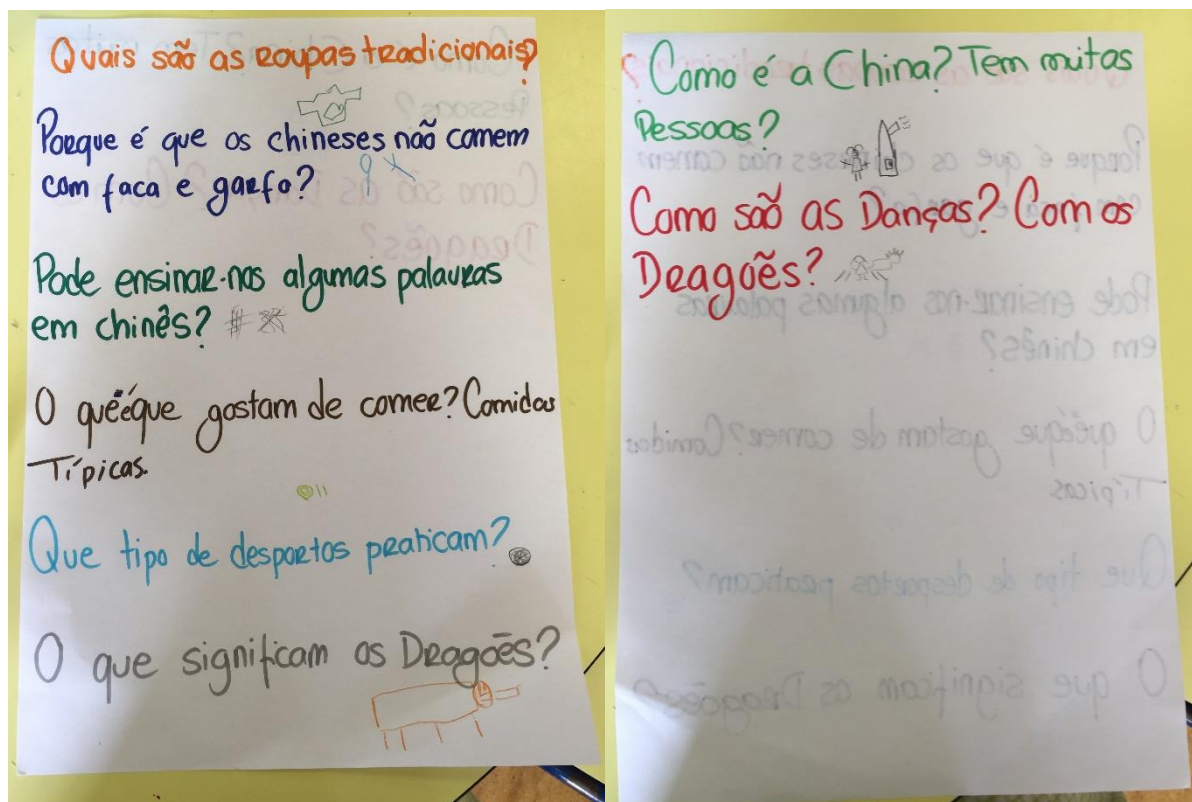 Quais são as roupas tradicionais?
Porque é que os chineses não comem
com faca e garfo?
Pode ensinar-nos algumas palavras
em chinês?
O quê é que gostam de comer? Comidas
Típicas.
Que tipo de desportos praticam?
O que significam os Dragões?
Como é a China? Tem muitas
Pessoas?
Como são as Danças? Com os
Dragões?